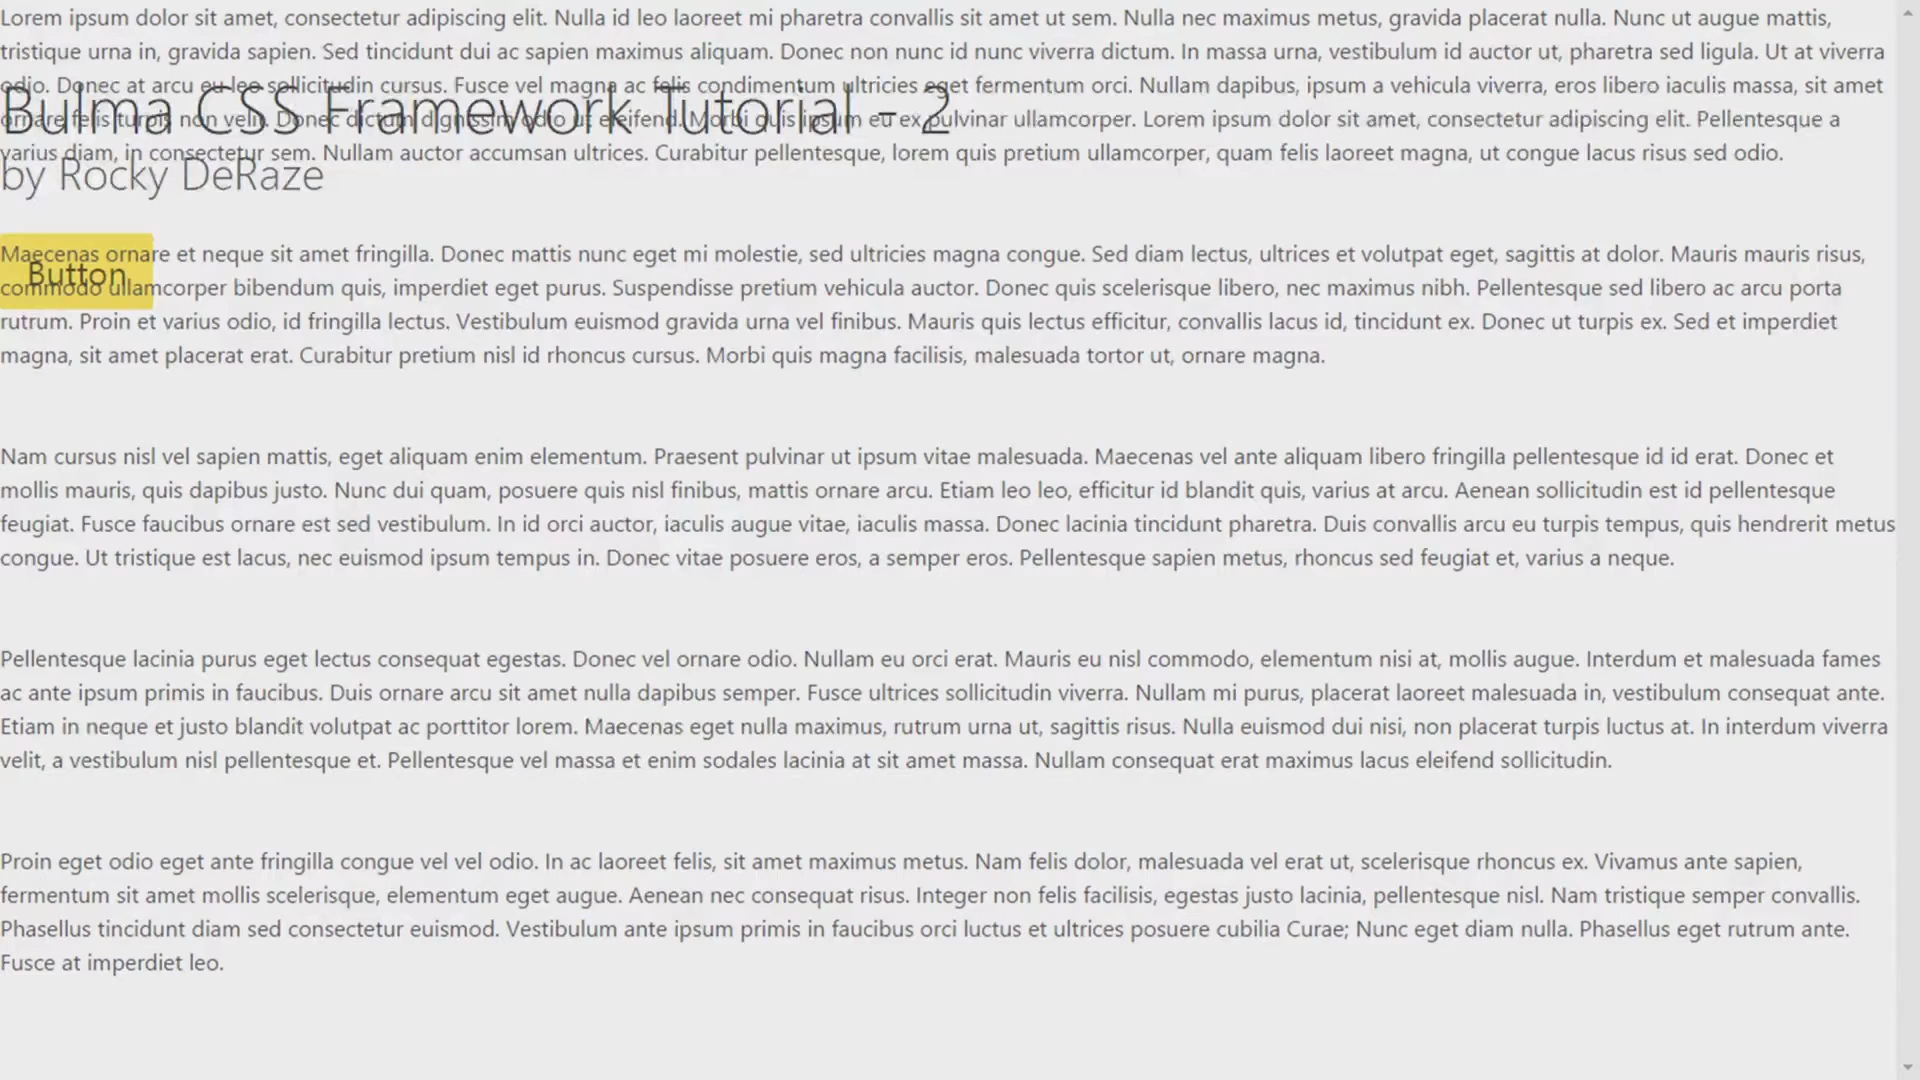 Lorem ipsum dolor sit amet, consectetur adipiscing elit. Nulla id leo laoreet mi pharetra convallis sit amet ut sem. Nulla nec maximus metus, gravida placerat nulla. Nunc ut augue mattis,
tristique urna in, gravida sapien. Sed tincidunt dui ac sapien maximus aliquam. Donec non nunc id nunc viverra dictum. In massa urna, vestibulum id auctor ut, pharetra sed ligula. Ut at viverra
odio. Donec at arcu eu leo sollicitudin cursus. Fusce vel magna ac felis condimentum ultricies eget fermentum orci. Nullam dapibus, ipsum a vehicula viverra, eros libero iaculis massa, sit amet
Bulma CSS Framework Tutorial - 2
ornare felis turpis non velit. Donec dictum dignissim odio ut eleifend. Morbi quis ipsum eu ex pulvinar ullamcorper. Lorem ipsum dolor sit amet, consectetur adipiscing elit. Pellentesque a
varius diam, in consectetur sem. Nullam auctor accumsan ultrices. Curabitur pellentesque, lorem quis pretium ullamcorper, quam felis laoreet magna, ut congue lacus risus sed odio.
by Rocky DeRaze
Maecenas ornare et neque sit amet fringilla. Donec mattis nunc eget mi molestie, sed ultricies magna congue. Sed diam lectus, ultrices et volutpat eget, sagittis at dolor. Mauris mauris risus,
Button
commodo ullamcorper bibendum quis, imperdiet eget purus. Suspendisse pretium vehicula auctor. Donec quis scelerisque libero, nec maximus nibh. Pellentesque sed libero ac arcu porta
rutrum. Proin et varius odio, id fringilla lectus. Vestibulum euismod gravida urna vel finibus. Mauris quis lectus efficitur, convallis lacus id, tincidunt ex. Donec ut turpis ex. Sed et imperdiet
magna, sit amet placerat erat. Curabitur pretium nisl id rhoncus cursus. Morbi quis magna facilisis, malesuada tortor ut, ornare magna.
Nam cursus nisl vel sapien mattis, eget aliquam enim elementum. Praesent pulvinar ut ipsum vitae malesuada. Maecenas vel ante aliquam libero fringilla pellentesque id id erat. Donec et
mollis mauris, quis dapibus justo. Nunc dui quam, posuere quis nisl finibus, mattis ornare arcu. Etiam leo leo, efficitur id blandit quis, varius at arcu. Aenean sollicitudin est id pellentesque
feugiat. Fusce faucibus ornare est sed vestibulum. In id orci auctor, iaculis augue vitae, iaculis massa. Donec lacinia tincidunt pharetra. Duis convallis arcu eu turpis tempus, quis hendrerit metus
congue. Ut tristique est lacus, nec euismod ipsum tempus in. Donec vitae posuere eros, a semper eros. Pellentesque sapien metus, rhoncus sed feugiat et, varius a neque.
Pellentesque lacinia purus eget lectus consequat egestas. Donec vel ornare odio. Nullam eu orci erat. Mauris eu nisl commodo, elementum nisi at, mollis augue. Interdum et malesuada fames
ac ante ipsum primis in faucibus. Duis ornare arcu sit amet nulla dapibus semper. Fusce ultrices sollicitudin viverra. Nullam mi purus, placerat laoreet malesuada in, vestibulum consequat ante.
Etiam in neque et justo blandit volutpat ac porttitor lorem. Maecenas eget nulla maximus, rutrum urna ut, sagittis risus. Nulla euismod dui nisi, non placerat turpis luctus at. In interdum viverra
velit, a vestibulum nisl pellentesque et. Pellentesque vel massa et enim sodales lacinia at sit amet massa. Nullam consequat erat maximus lacus eleifend sollicitudin.
Proin eget odio eget ante fringilla congue vel vel odio. In ac laoreet felis, sit amet maximus metus. Nam felis dolor, malesuada vel erat ut, scelerisque rhoncus ex. Vivamus ante sapien,
fermentum sit amet mollis scelerisque, elementum eget augue. Aenean nec consequat risus. Integer non felis facilisis, egestas justo lacinia, pellentesque nisl. Nam tristique semper convallis.
Phasellus tincidunt diam sed consectetur euismod. Vestibulum ante ipsum primis in faucibus orci luctus et ultrices posuere cubilia Curae; Nunc eget diam nulla. Phasellus eget rutrum ante.
Fusce at imperdiet leo.